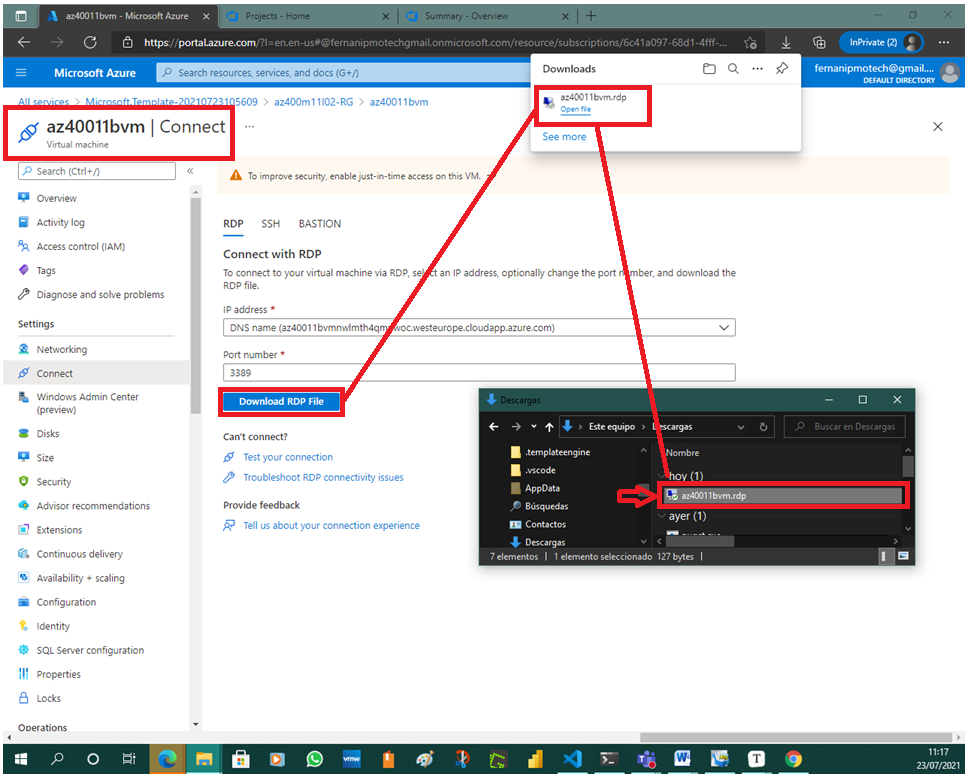 az40011bvm - Microsoft Azure
Projects - Home
Summary - Overview
https://portal.azure.com/?l=en.en-us#@fernanipmotechgmail.onmicrosoft.com/resource/subscriptions/6c41a097-68d1-4fff-...
InPrivate (2)
Microsoft Azure
Search resources, services, and docs (G+/)
fernanipmotech@gmail....
DEFAULT DIRECTORY
Downloads
az40011bvm.rdp
Open file
See more
All services > Microsoft.Template-20210723105609 > az400m11l02-RG > az40011bvm
az40011bvm | Connect ...
Virtual machine
Search (Ctrl+/)
Overview
Activity log
Access control (IAM)
Tags
Diagnose and solve problems
Settings
Networking
Connect
Windows Admin Center
(preview)
Disks
Size
Security
Advisor recommendations
Extensions
Continuous delivery
Availability + scaling
Configuration
Identity
SQL Server configuration
Properties
Locks
Operations
To improve security, enable just-in-time access on this VM.
RDP SSH BASTION
Connect with RDP
To connect to your virtual machine via RDP, select an IP address, optionally change the port number, and download the
RDP file.
IP address *
DNS name (az40011bvmnwlmth4qm woc.westeurope.cloudapp.azure.com)
Port number *
3389
Download RDP File
Can't connect?
Test your connection
Troubleshoot RDP connectivity issues
Provide feedback
Tell us about your connection experience
Descargas
Este equipo > Descargas
Buscar en Descargas
.templateengine
.vscode
AppData
Búsquedas
Contactos
Descargas
Nombre
hoy (1)
az40011bvm.rdp
ayer (1)
7 elementos | 1 elemento seleccionado 127 bytes |
vmw
11:17
23/07/2021